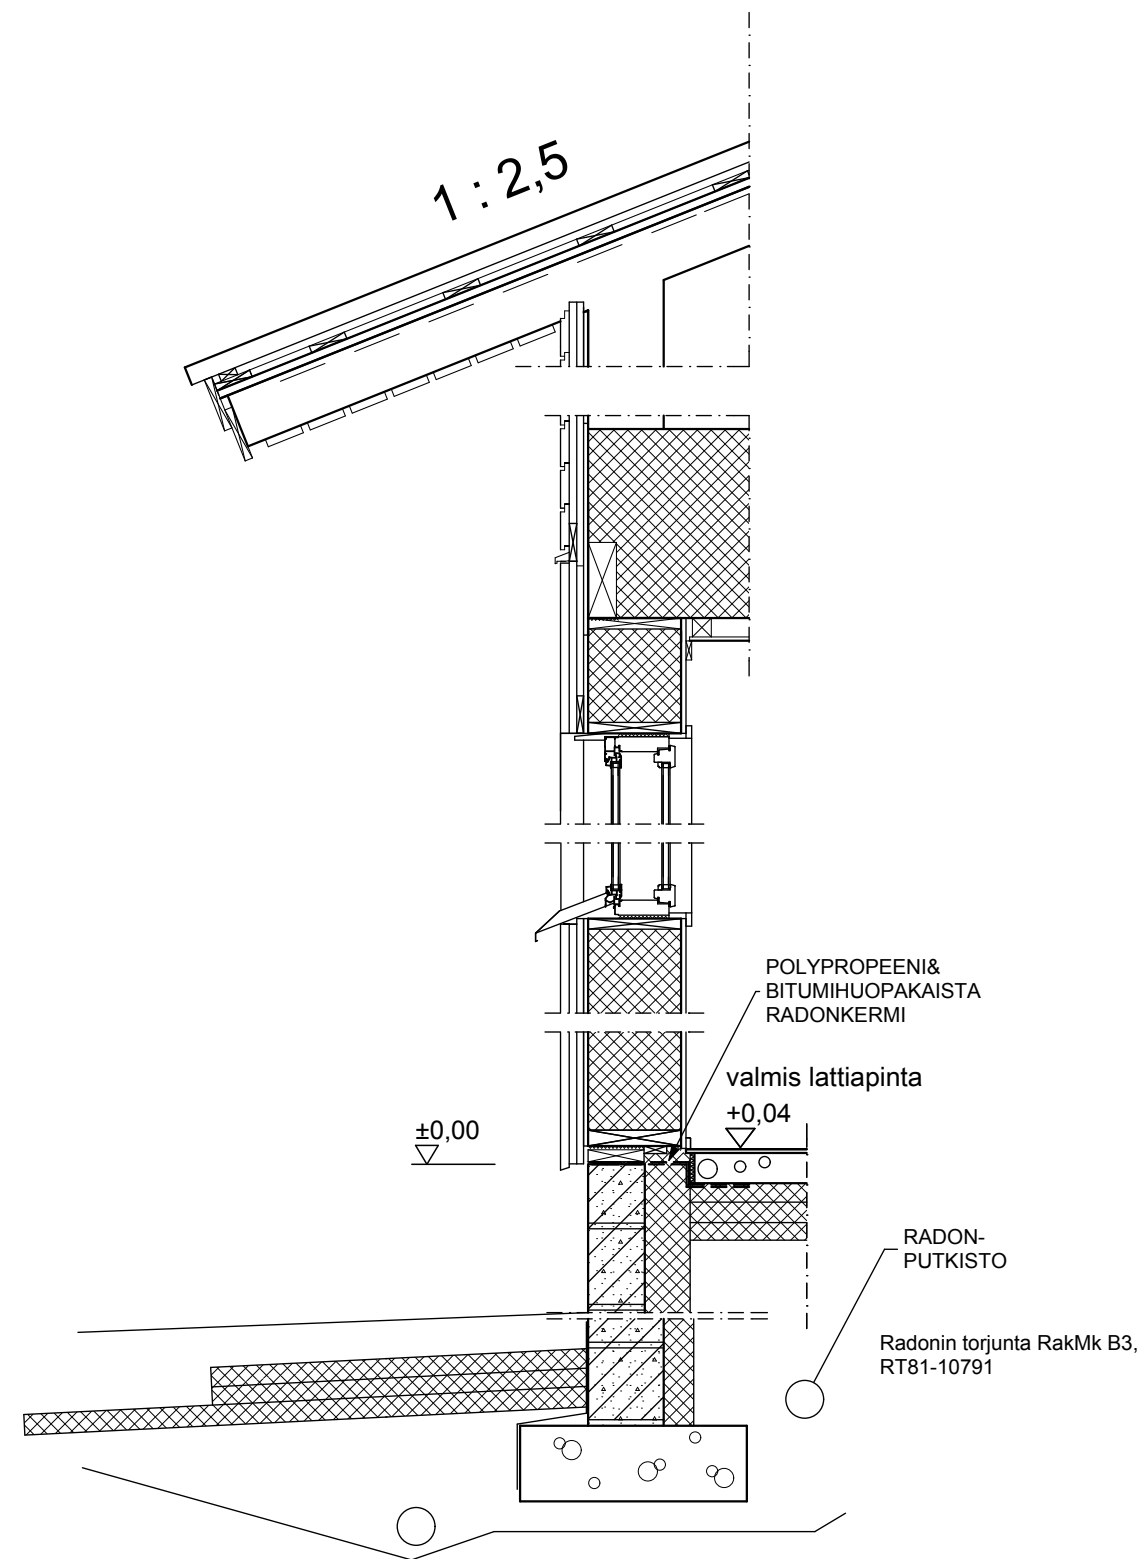 1 : 2,5
POLYPROPEENI&
BITUMIHUOPAKAISTA
RADONKERMI
valmis lattiapinta
+0,04
±0,00
RADON-
PUTKISTO
Radonin torjunta RakMk B3,
RT81-10791